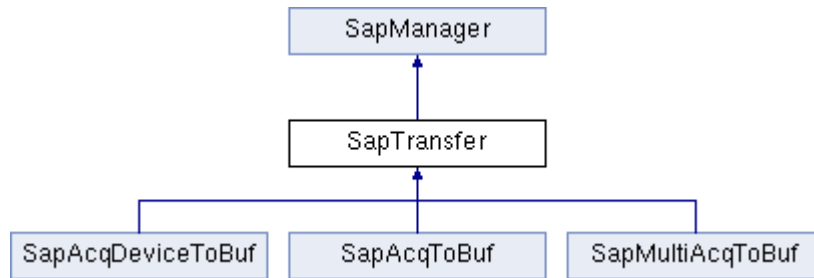 SapManager
SapTransfer
SapAcqDeviceToBuf
SapAcqToBuf
SapMultiAcqToBuf